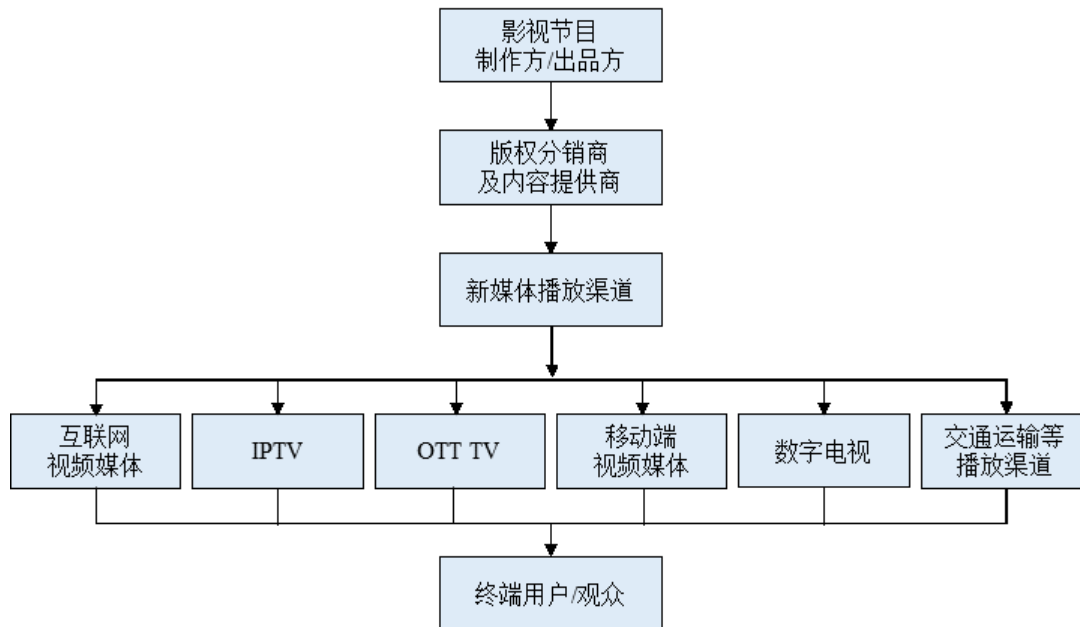 影视节目
制作方/出品方
版权分销商
及内容提供商
新媒体播放渠道
互联网
视频媒体
IPTV
OTT TV
移动端
视频媒体
数字电视
交通运输等
播放渠道
终端用户/观众